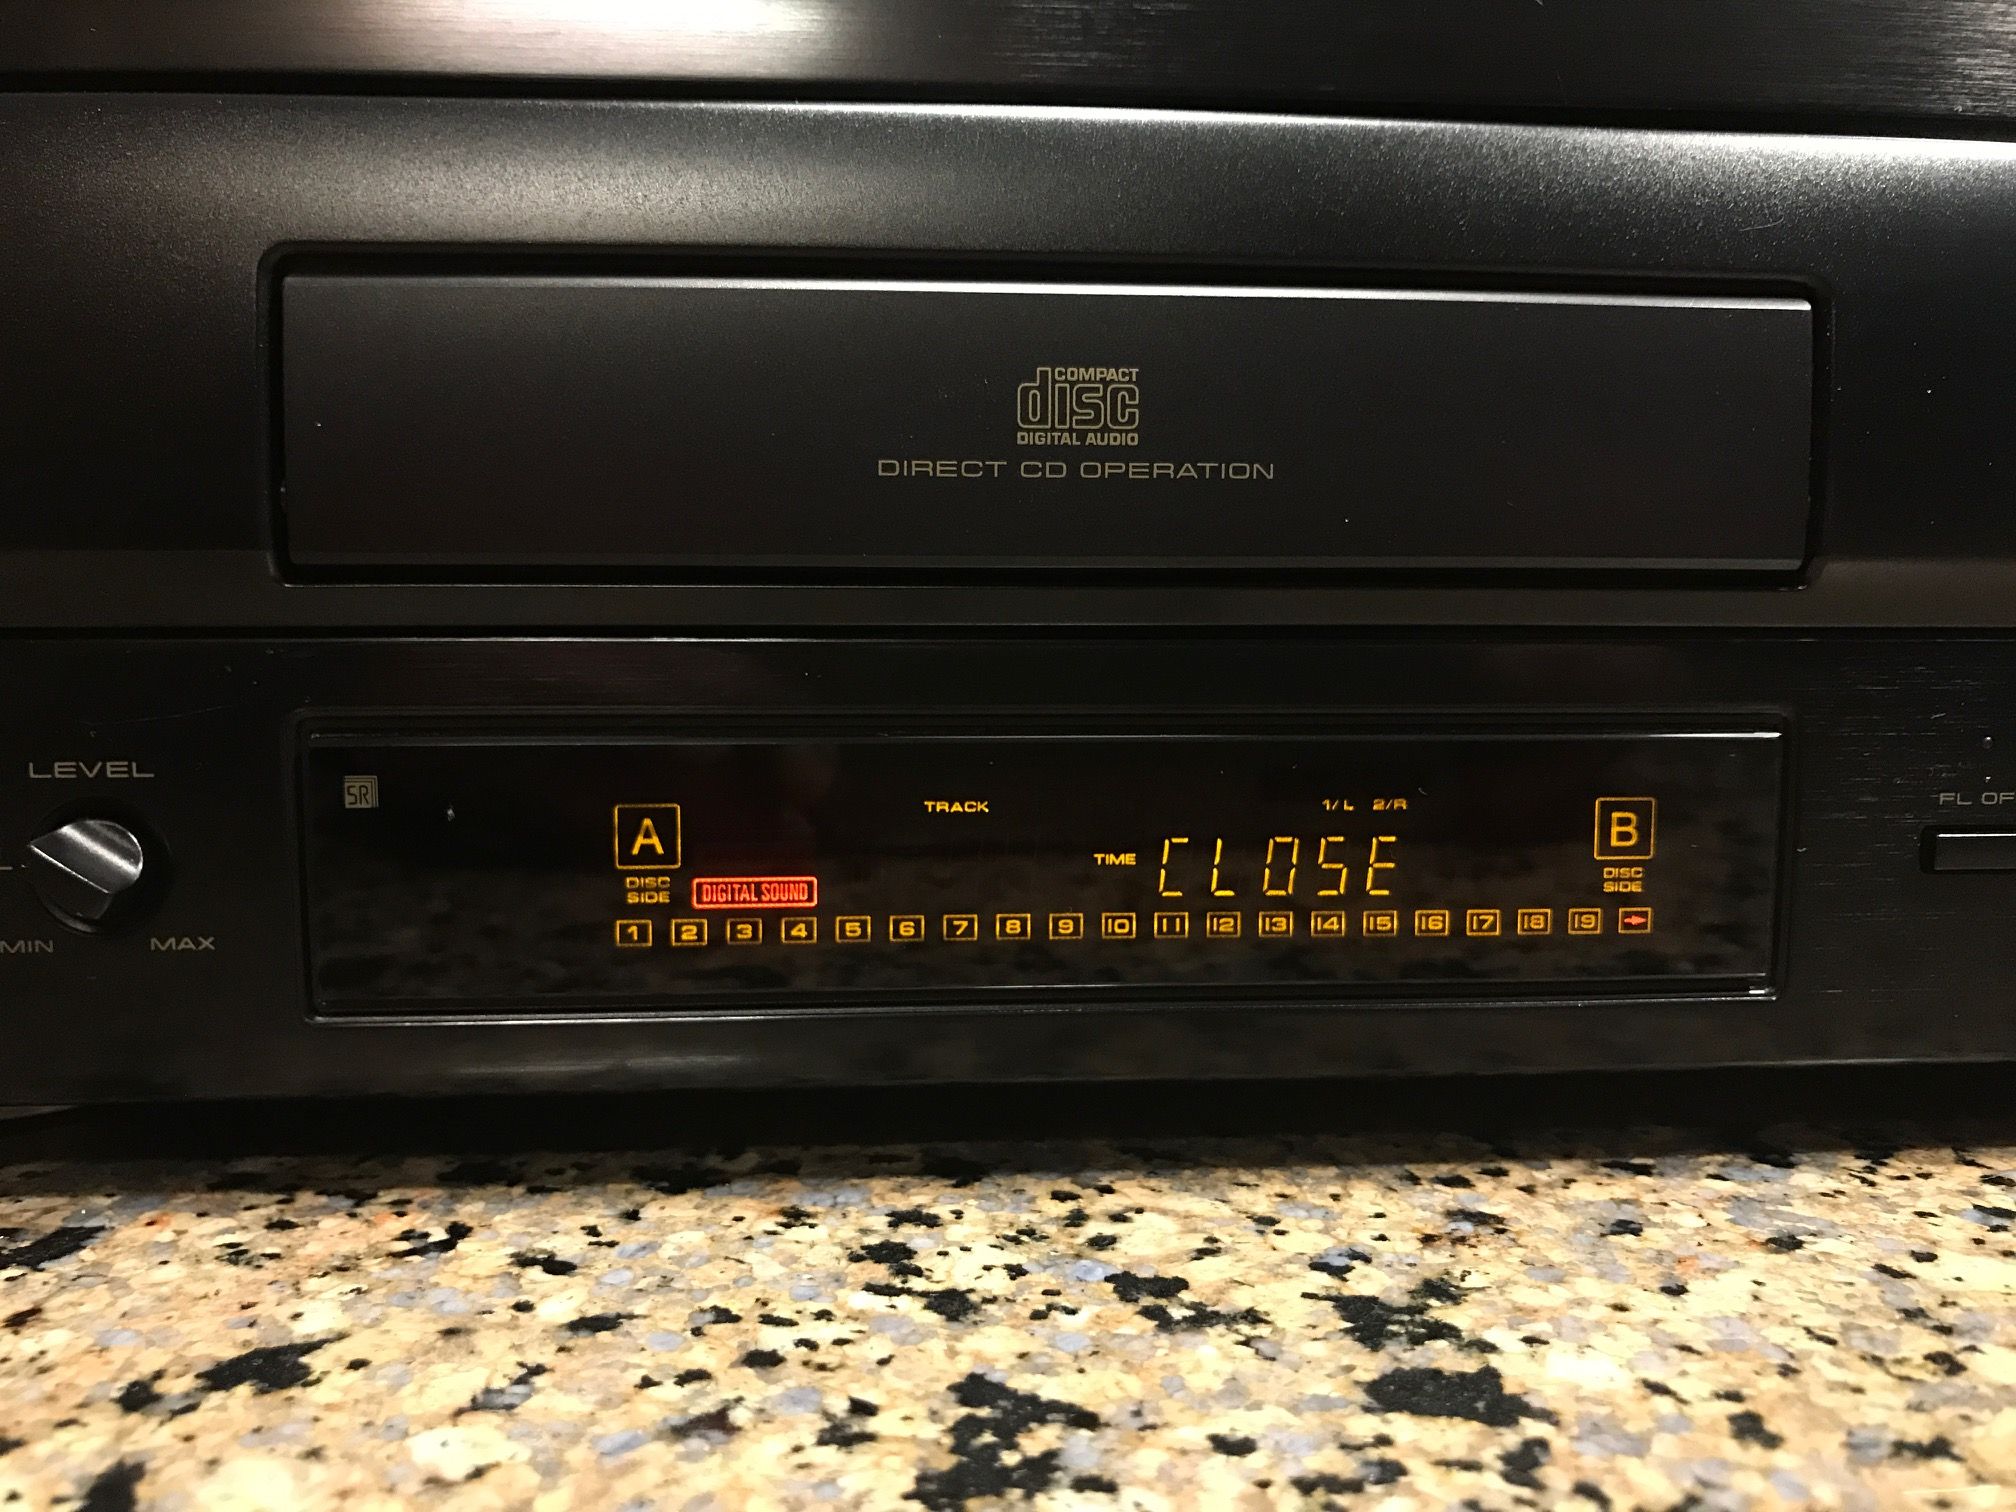 COMPACT
disc
DIGITAL AUDIO
DIRECT CD OPERATION
LEVEL
MIN MAX
SR
FL OF
TRACK 1/L 2/R
A B
TIME CLOSE
DISC SIDE DISC SIDE
DIGITAL SOUND
1 2 3 4 5 6 7 8 9 10 11 12 13 14 15 16 17 18 19